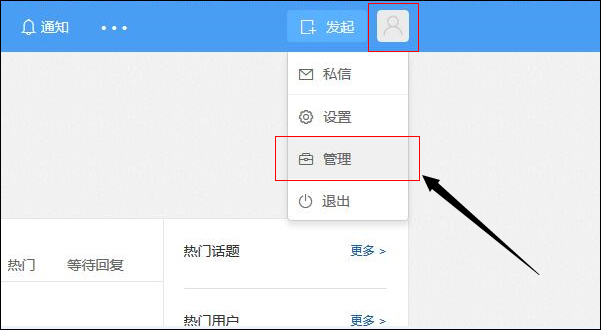 通知
•••
发起
私信
设置
管理
退出
热门 等待回复
热门话题 更多 >
热门用户 更多 >